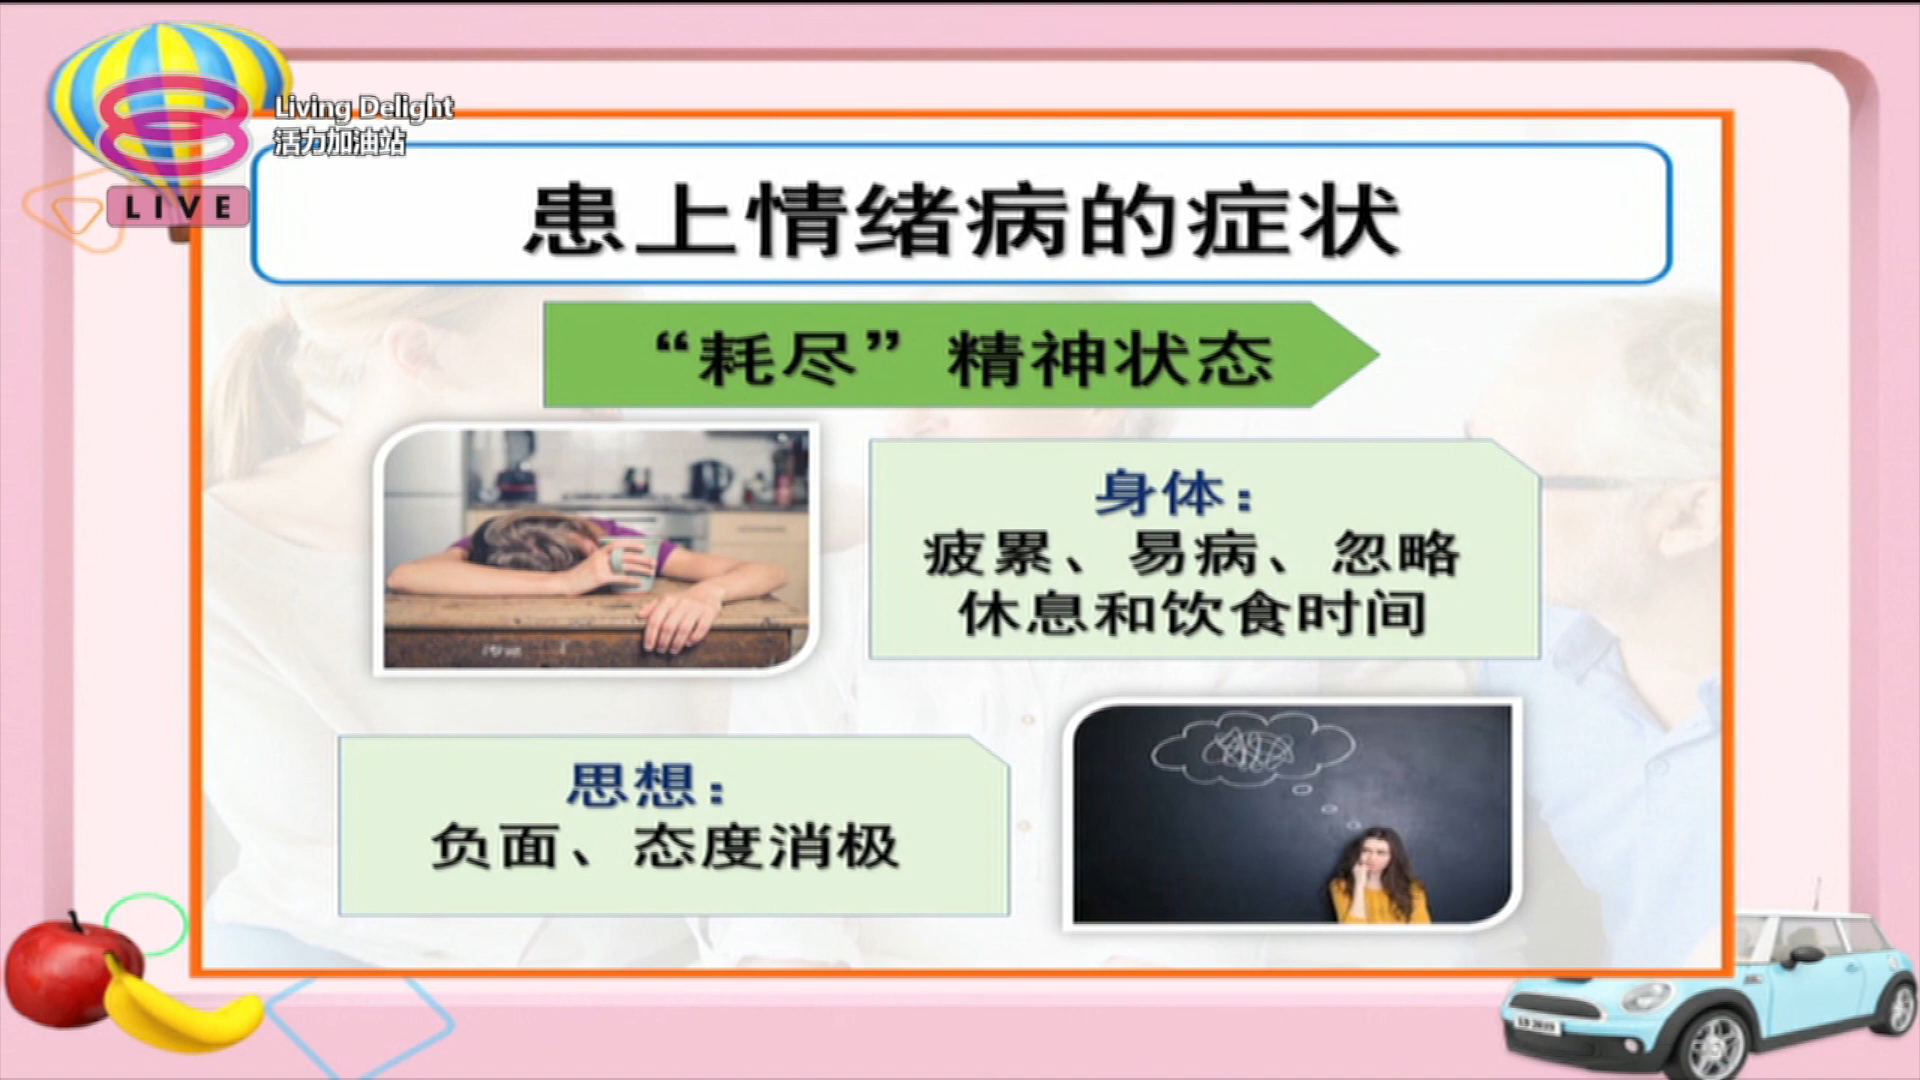 Living Delight
活力加油站
LIVE
患上情绪病的症状
“耗尽”精神状态
身体：
疲累、易病、忽略
休息和饮食时间
思想：
负面、态度消极